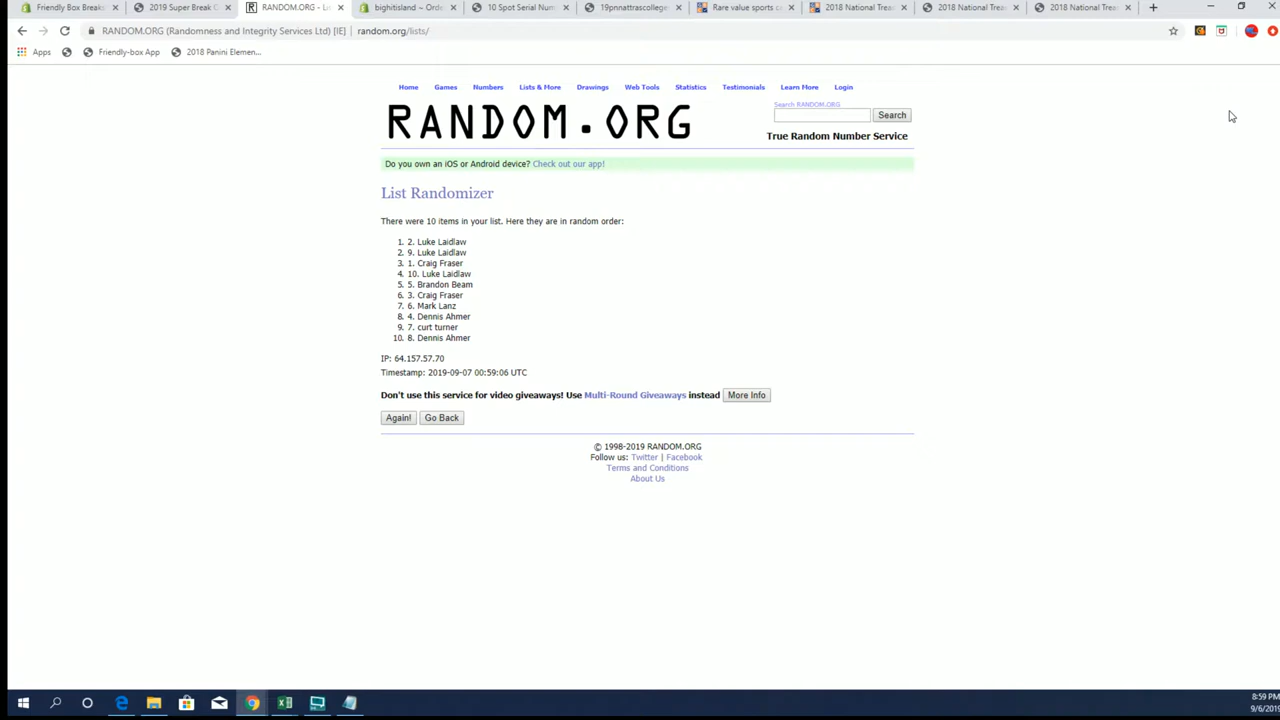 Friendly Box Breaks
2019 Super Break C
RANDOM.ORG - Li
bighitisland ~ Orde
10 Spot Serial Num
19pnnattrascolleges
Rare value sports c
2018 National Trea
2018 National Trea
2018 National Trea
RANDOM.ORG (Randomness and Integrity Services Ltd) [IE] | random.org/lists/
Apps Friendly-box App 2018 Panini Elemen...
Home Games Numbers Lists & More Drawings Web Tools Statistics Testimonials Learn More Login
RANDOM.ORG
Search RANDOM.ORG
Search
True Random Number Service
Do you own an iOS or Android device? Check out our app!
List Randomizer
There were 10 items in your list. Here they are in random order:
1. 2. Luke Laidlaw
2. 9. Luke Laidlaw
3. 1. Craig Fraser
4. 10. Luke Laidlaw
5. 5. Brandon Beam
6. 3. Craig Fraser
7. 6. Mark Lanz
8. 4. Dennis Ahmer
9. 7. curt turner
10. 8. Dennis Ahmer
IP: 64.157.57.70
Timestamp: 2019-09-07 00:59:06 UTC
Don't use this service for video giveaways! Use Multi-Round Giveaways instead More Info
Again! Go Back
© 1998-2019 RANDOM.ORG
Follow us: Twitter | Facebook
Terms and Conditions
About Us
8:59 PM
9/6/2019